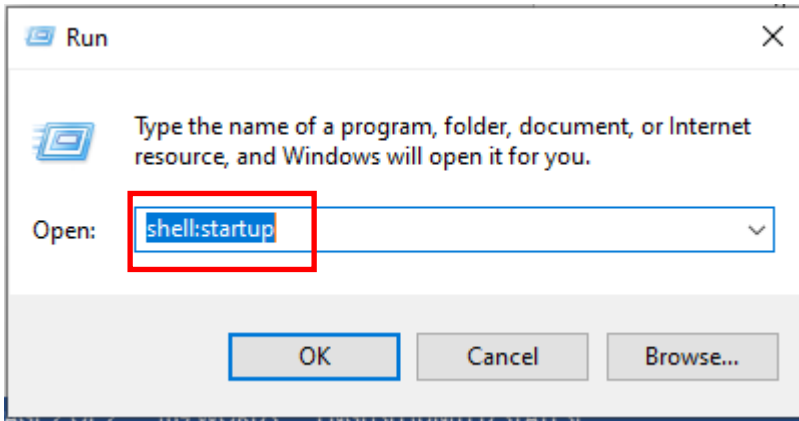 Run
Type the name of a program, folder, document, or Internet
resource, and Windows will open it for you.
Open: shell:startup
OK Cancel Browse...